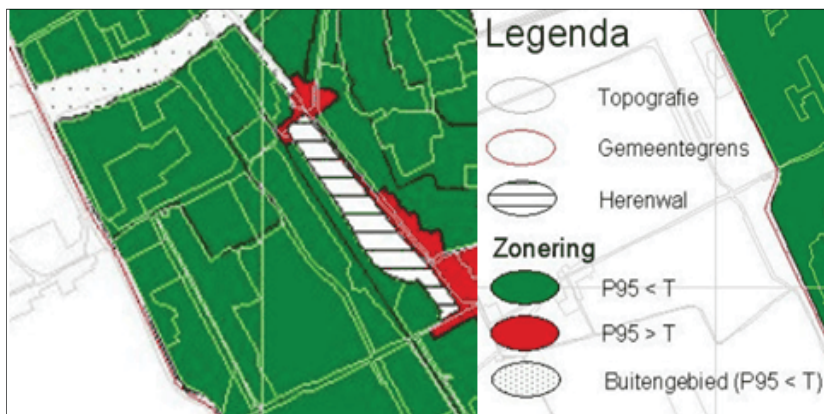 Legenda
Topografie
Gemeentegrens
Herenwal
Zonering
P95 < T
P95 > T
Buitengebied (P95 < T)